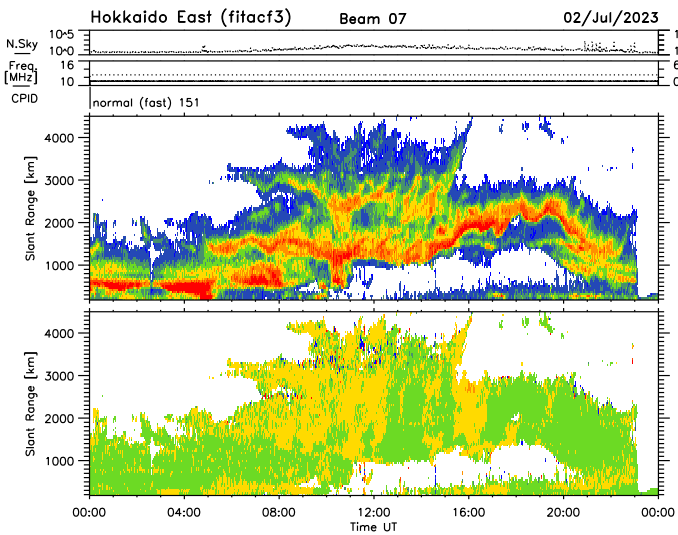 Hokkaido East (fitacf3) Beam 07 02/Jul/2023
N.Sky 10^5 10^0 1 1
Freq. [MHz] 16 10 6 0
CPID normal (fast) 151
Slant Range [km] 4000 3000 2000 1000
Slant Range [km] 4000 3000 2000 1000
00:00 04:00 08:00 12:00 16:00 20:00 00:00
Time UT